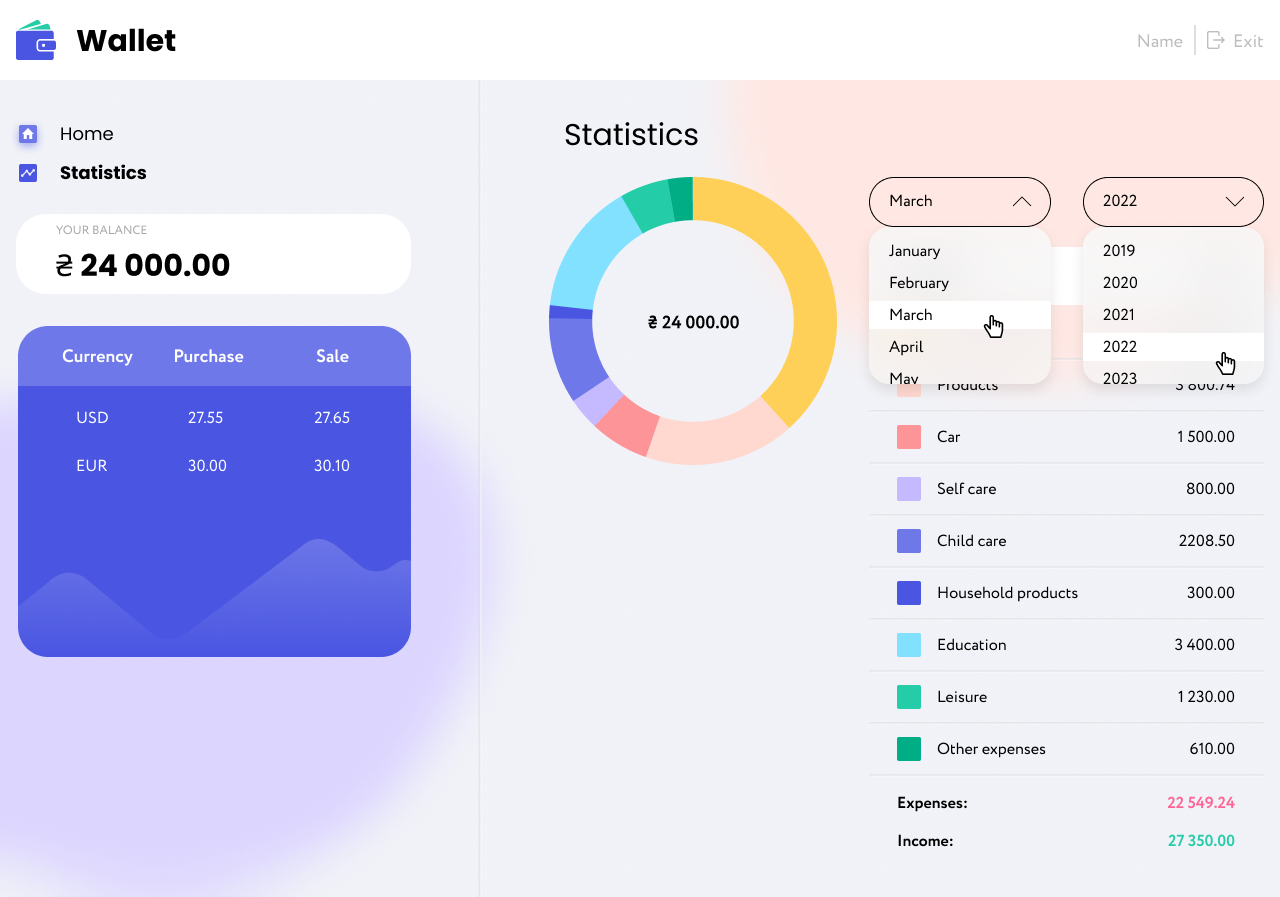 Wallet
Name Exit
Home
Statistics
YOUR BALANCE
₴ 24 000.00
Currency Purchase Sale
USD 27.55 27.65
EUR 30.00 30.10
Statistics
₴ 24 000.00
March 2022
January 2019
February 2020
March 2021
April 2022
May 2023
Products 3 800.74
Car 1 500.00
Self care 800.00
Child care 2208.50
Household products 300.00
Education 3 400.00
Leisure 1 230.00
Other expenses 610.00
Expenses: 22 549.24
Income: 27 350.00